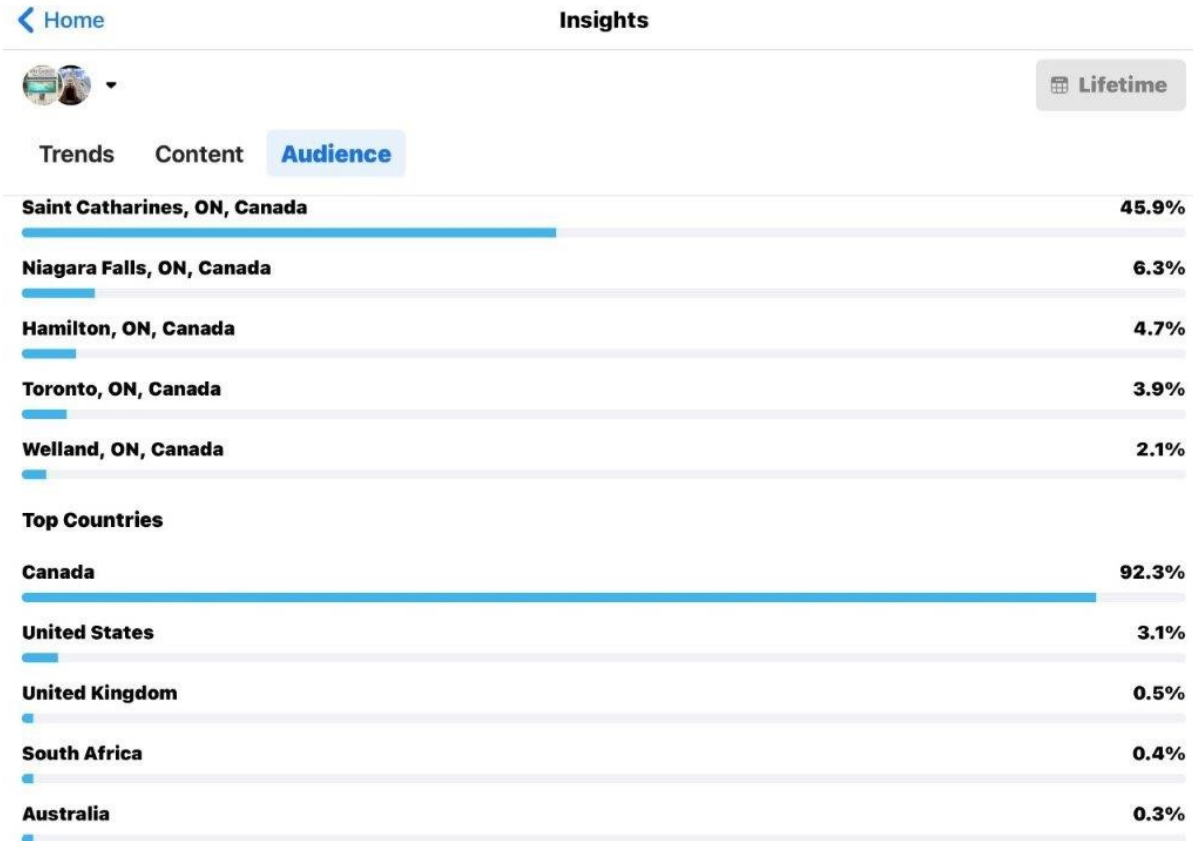 Home
Insights
Lifetime
Trends Content Audience
Saint Catharines, ON, Canada 45.9%
Niagara Falls, ON, Canada 6.3%
Hamilton, ON, Canada 4.7%
Toronto, ON, Canada 3.9%
Welland, ON, Canada 2.1%
Top Countries
Canada 92.3%
United States 3.1%
United Kingdom 0.5%
South Africa 0.4%
Australia 0.3%